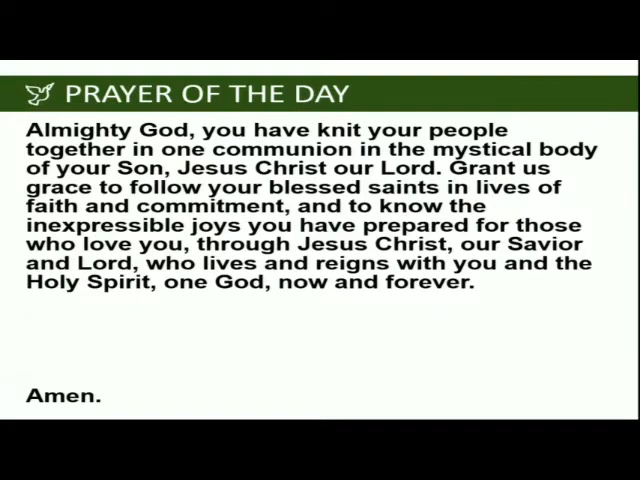 PRAYER OF THE DAY
Almighty God, you have knit your people
together in one communion in the mystical body
of your Son, Jesus Christ our Lord. Grant us
grace to follow your blessed saints in lives of
faith and commitment, and to know the
inexpressible joys you have prepared for those
who love you, through Jesus Christ, our Savior
and Lord, who lives and reigns with you and the
Holy Spirit, one God, now and forever.
Amen.